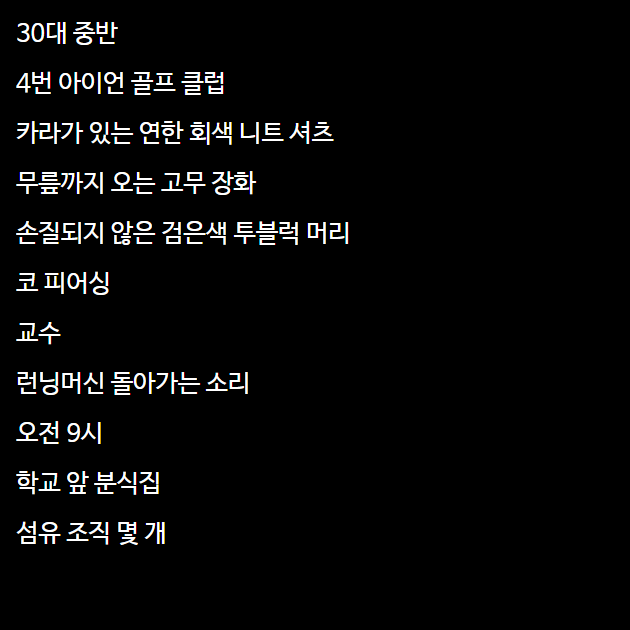 30대 중반
4번 아이언 골프 클럽
카라가 있는 연한 회색 니트 셔츠
무릎까지 오는 고무 장화
손질되지 않은 검은색 투블럭 머리
코 피어싱
교수
런닝머신 돌아가는 소리
오전 9시
학교 앞 분식집
섬유 조직 몇 개